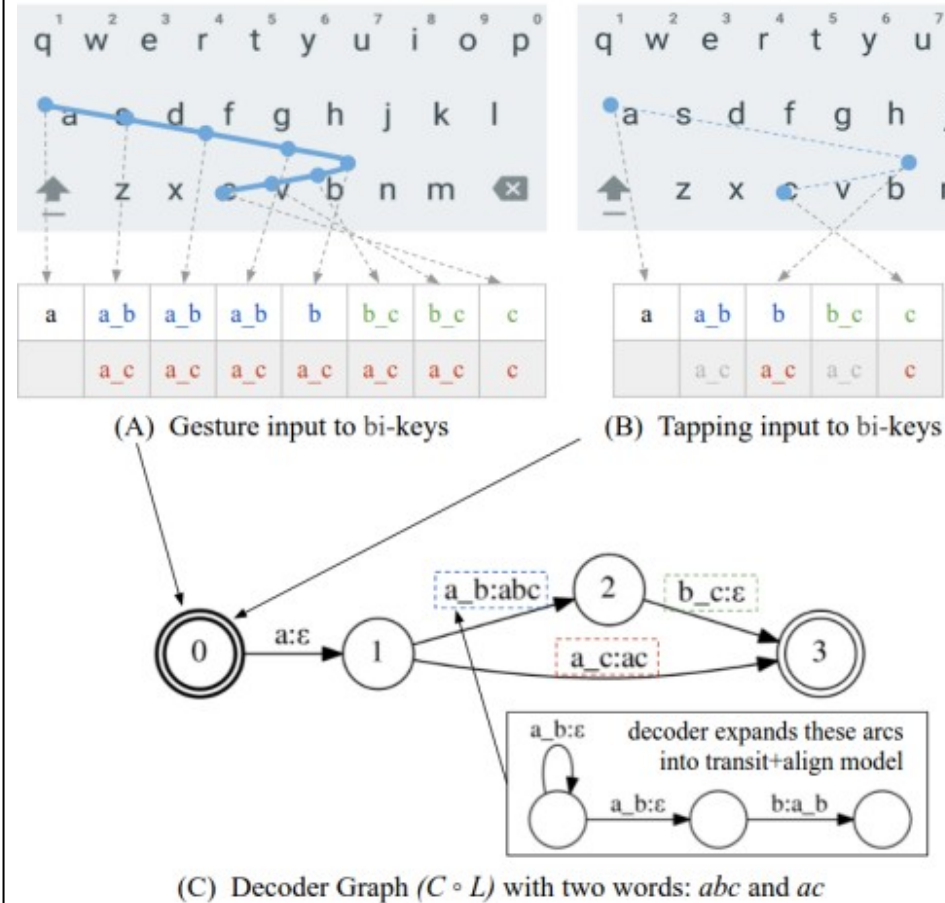 1 2 3 4 5 6 7 8 9 0
q w e r t y u i o p
a s d f g h j k l
z x c v b n m
a a_b a_b a_b b b_c b_c c
a_c a_c a_c a_c a_c a_c c
(A) Gesture input to bi-keys
1 2 3 4 5 6 7
q w e r t y u
a s d f g h
z x c v b
a a_b b b_c c
a_c a_c a_c c
(B) Tapping input to bi-keys
0 a:ε 1 a_b:abc 2 b_c:ε 3
a_c:ac
a_b:ε decoder expands these arcs
into transit+align model
a_b:ε b:a_b
(C) Decoder Graph (C ∘ L) with two words: abc and ac